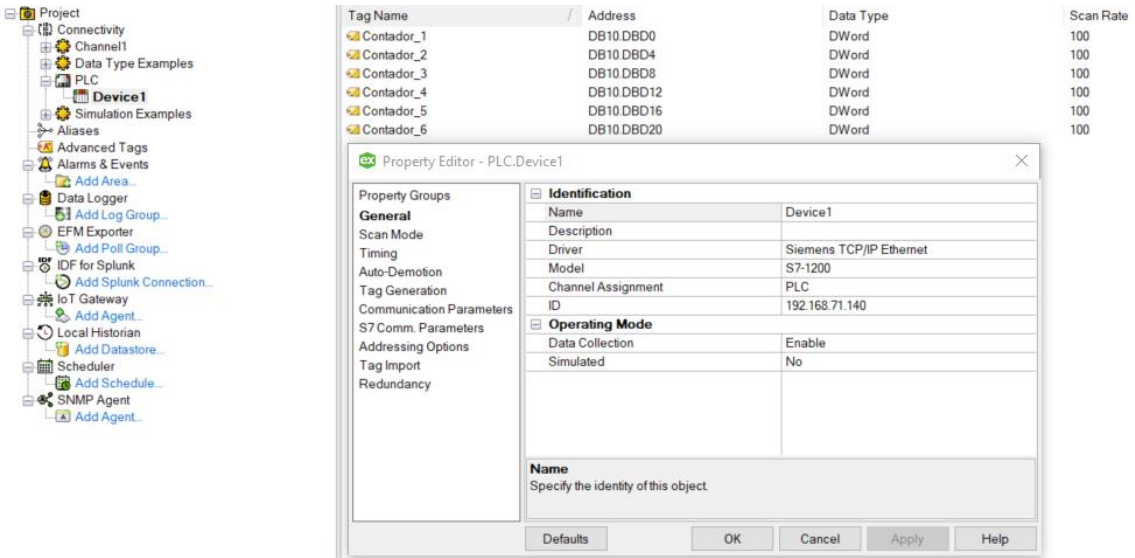 Project
Connectivity
Channel1
Data Type Examples
PLC
Device1
Simulation Examples
Aliases
Advanced Tags
Alarms & Events
Add Area...
Data Logger
Add Log Group...
EFM Exporter
Add Poll Group...
IDF for Splunk
Add Splunk Connection...
IoT Gateway
Add Agent...
Local Historian
Add Datastore...
Scheduler
Add Schedule...
SNMP Agent
Add Agent...
Tag Name / Address Data Type Scan Rate
Contador_1 DB10.DBD0 DWord 100
Contador_2 DB10.DBD4 DWord 100
Contador_3 DB10.DBD8 DWord 100
Contador_4 DB10.DBD12 DWord 100
Contador_5 DB10.DBD16 DWord 100
Contador_6 DB10.DBD20 DWord 100
ex Property Editor - PLC.Device1
Property Groups
General
Scan Mode
Timing
Auto-Demotion
Tag Generation
Communication Parameters
S7 Comm. Parameters
Addressing Options
Tag Import
Redundancy
Identification
Name Device1
Description
Driver Siemens TCP/IP Ethernet
Model S7-1200
Channel Assignment PLC
ID 192.168.71.140
Operating Mode
Data Collection Enable
Simulated No
Name
Specify the identity of this object.
Defaults OK Cancel Apply Help